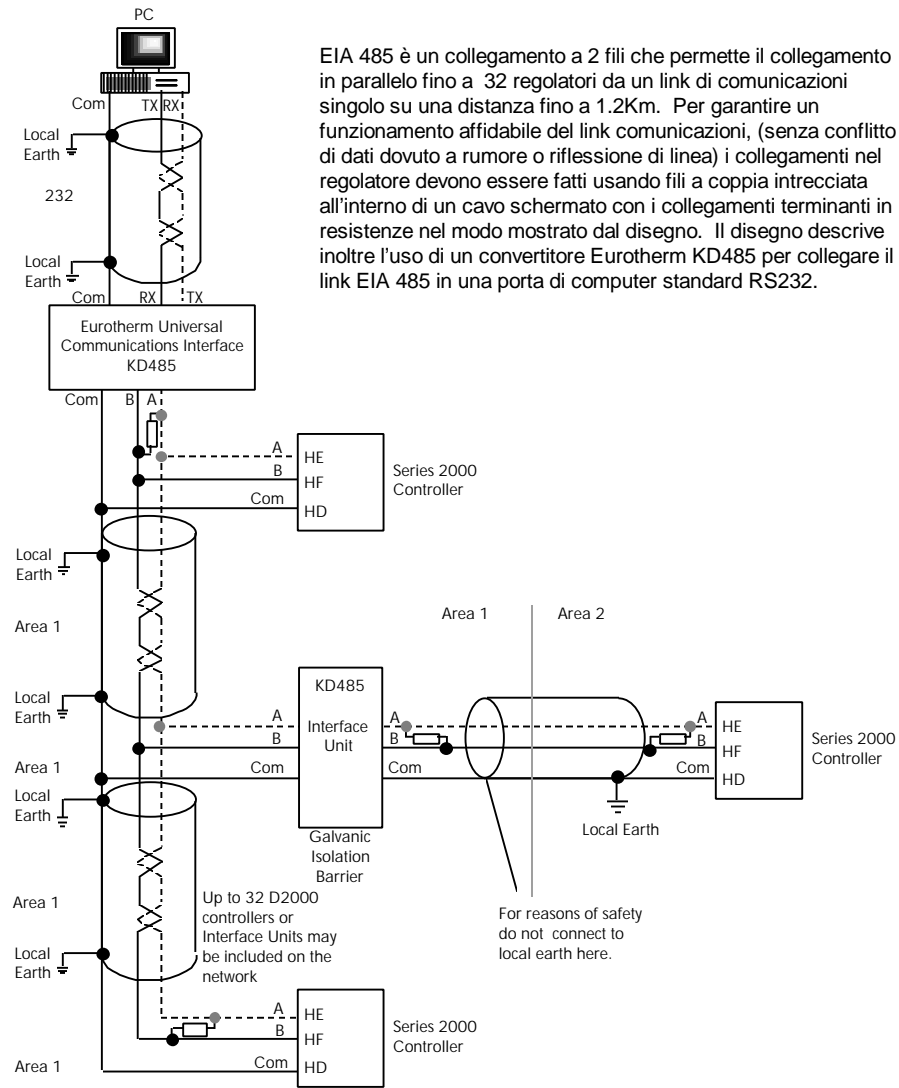 PC
EIA 485 è un collegamento a 2 fili che permette il collegamento
in parallelo fino a 32 regolatori da un link di comunicazioni
singolo su una distanza fino a 1.2Km. Per garantire un
funzionamento affidabile del link comunicazioni, (senza conflitto
di dati dovuto a rumore o riflessione di linea) i collegamenti nel
regolatore devono essere fatti usando fili a coppia intrecciata
all'interno di un cavo schermato con i collegamenti terminanti in
resistenze nel modo mostrato dal disegno. Il disegno descrive
inoltre l'uso di un convertitore Eurotherm KD485 per collegare il
link EIA 485 in una porta di computer standard RS232.
Com TX RX
Local
Earth
232
Local
Earth
Com RX TX
Eurotherm Universal
Communications Interface
KD485
Com B A
A HE
B HF
Com HD
Series 2000
Controller
Local
Earth
Area 1
Local
Earth
Area 1 Area 2
KD485
Interface
Unit
A
B
Com
A
B
Com
A HE
B HF
Com HD
Series 2000
Controller
Local Earth
Galvanic
Isolation
Barrier
For reasons of safety
do not connect to
local earth here.
Area 1
Local
Earth
Area 1
Up to 32 D2000
controllers or
Interface Units may
be included on the
network
Local
Earth
A HE
B HF
Com HD
Series 2000
Controller
Area 1